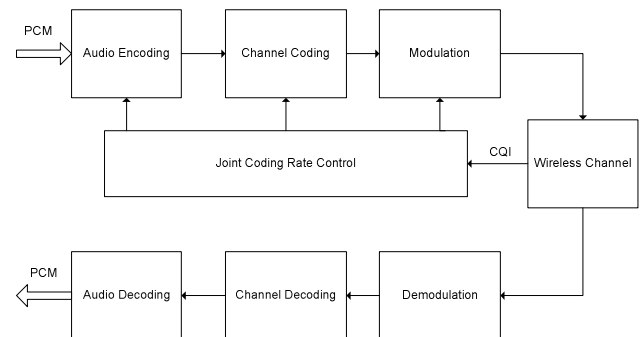 PCM
Audio Encoding
Channel Coding
Modulation
Joint Coding Rate Control
CQI
Wireless Channel
PCM
Audio Decoding
Channel Decoding
Demodulation